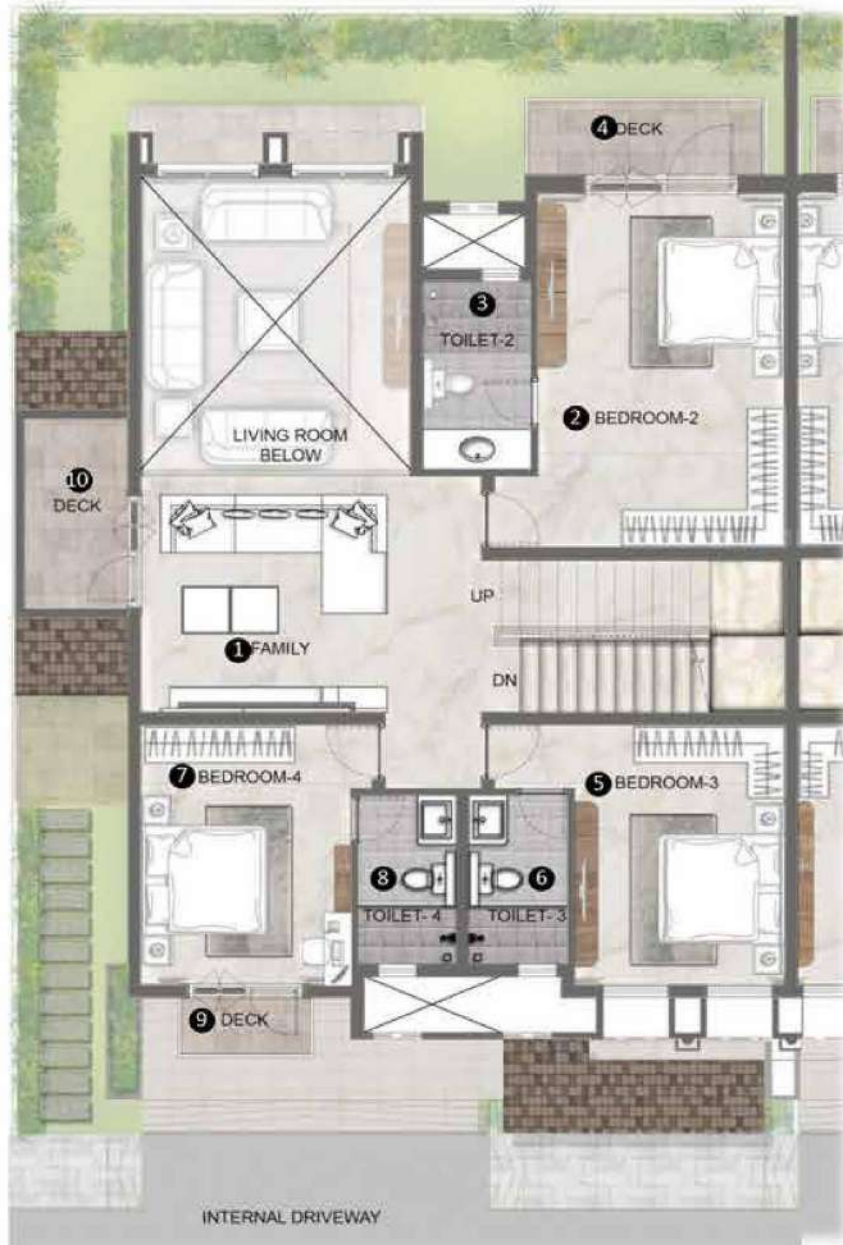 4 DECK
3
TOILET-2
2 BEDROOM-2
LIVING ROOM
BELOW
10
DECK
UP
1 FAMILY
DN
7 BEDROOM-4
5 BEDROOM-3
8
6
TOILET- 4
TOILET- 3
9 DECK
INTERNAL DRIVEWAY